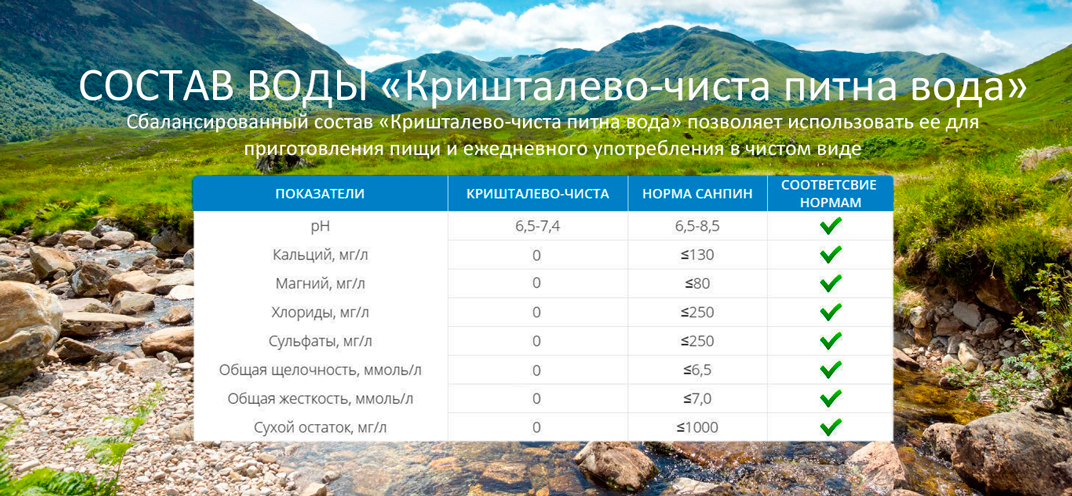 СОСТАВ ВОДЫ «Кришталево-чиста питна вода»
Сбалансированный состав «Кришталево-чиста питна вода» позволяет использовать ее для
приготовления пищи и ежедневного употребления в чистом виде
ПОКАЗАТЕЛИ КРИШТАЛЕВО-ЧИСТА НОРМА САНПИН СООТВЕТСВИЕ НОРМАМ
pH 6,5-7,4 6,5-8,5 ✔
Кальций, мг/л 0 ≤130 ✔
Магний, мг/л 0 ≤80 ✔
Хлориды, мг/л 0 ≤250 ✔
Сульфаты, мг/л 0 ≤250 ✔
Общая щелочность, ммоль/л 0 ≤6,5 ✔
Общая жесткость, ммоль/л 0 ≤7,0 ✔
Сухой остаток, мг/л 0 ≤1000 ✔